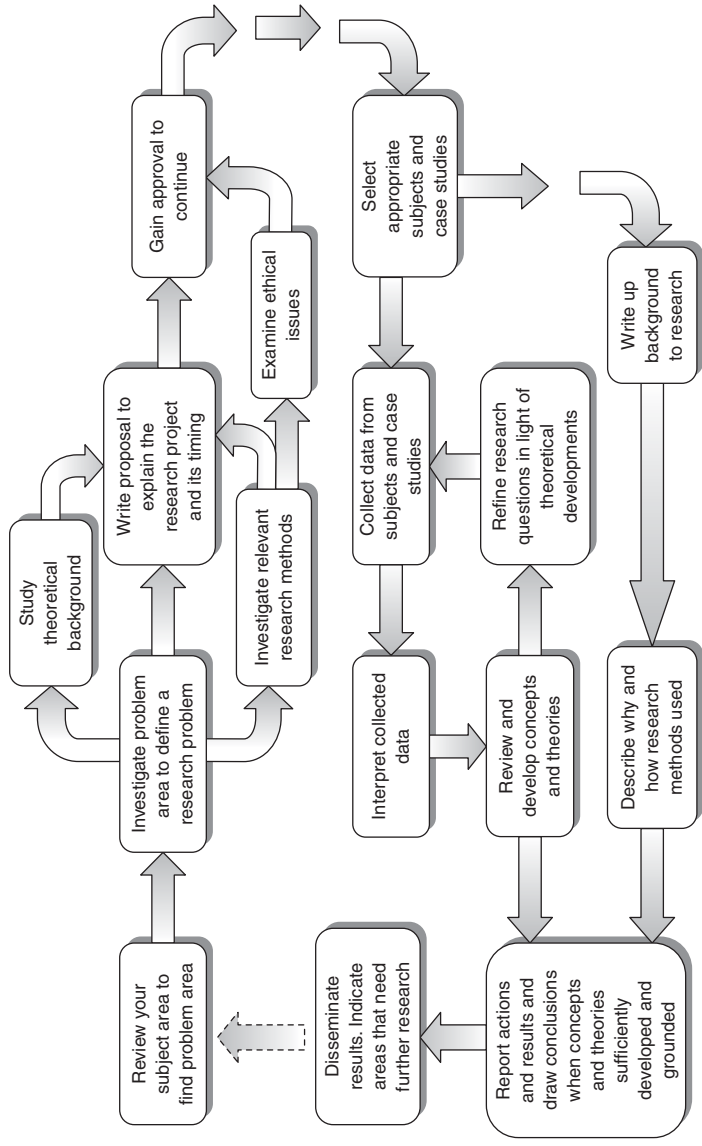 Review your
subject area to
find problem area
Investigate problem
area to define a
research problem
Study
theoretical
background
Investigate relevant
research methods
Write proposal to
explain the
research project
and its timing
Examine ethical
issues
Gain approval to
continue
Select
appropriate
subjects and
case studies
Collect data from
subjects and case
studies
Interpret collected
data
Review and
develop concepts
and theories
Refine research
questions in light of
theoretical
developments
Write up
background
to research
Describe why and
how research
methods used
Report actions
and results and
draw conclusions
when concepts
and theories
sufficiently
developed and
grounded
Disseminate
results. Indicate
areas that need
further research